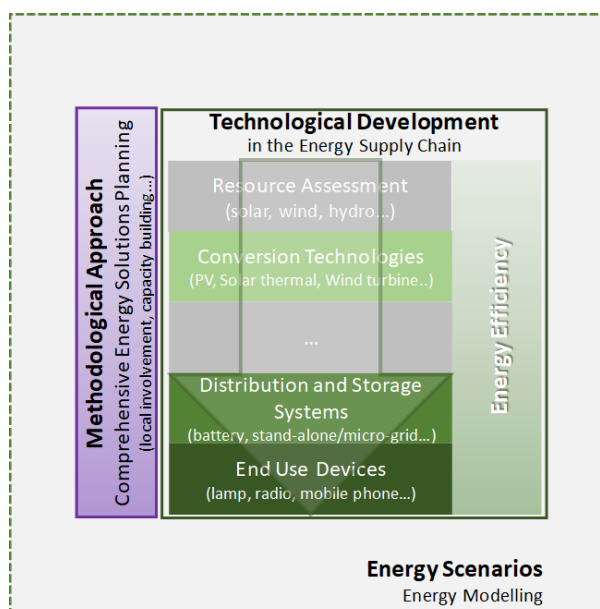 Methodological Approach
Comprehensive Energy Solutions Planning
(local involvement, capacity building...)
Technological Development
in the Energy Supply Chain
Resource Assessment
(solar, wind, hydro...)
Conversion Technologies
(PV, Solar thermal, Wind turbine..)
...
Distribution and Storage
Systems
(battery, stand-alone/micro-grid...)
End Use Devices
(lamp, radio, mobile phone...)
Energy Efficiency
Energy Scenarios
Energy Modelling